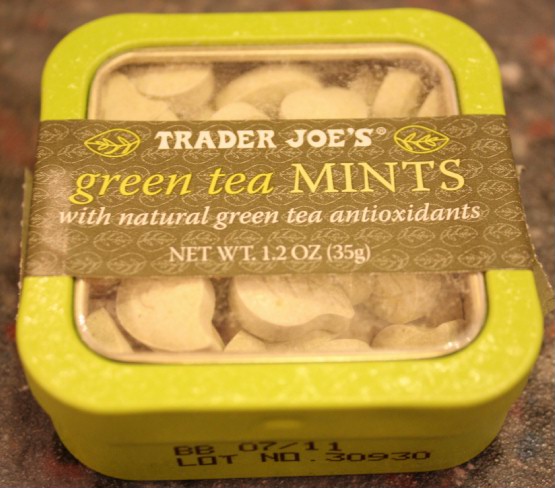 TRADER JOE'S®
green tea MINTS
with natural green tea antioxidants
NET WT. 1.2 OZ (35g)
BB 07/11
LOT NO. 30930